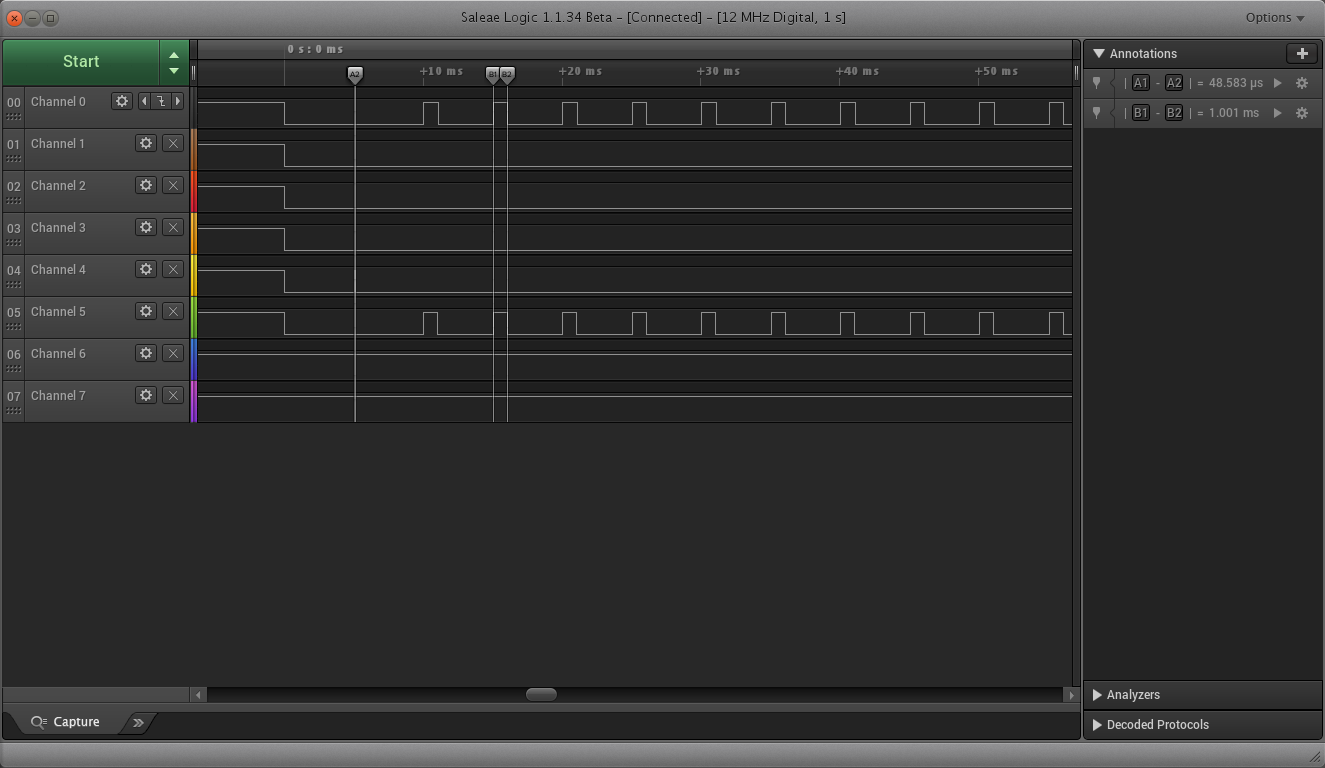 Saleae Logic 1.1.34 Beta - [Connected] - [12 MHz Digital, 1 s]
Options
Start
0 s : 0 ms
+10 ms +20 ms +30 ms +40 ms +50 ms
A2 B1 B2
Annotations
| A1 - A2 | = 48.583 µs
| B1 - B2 | = 1.001 ms
00 Channel 0
01 Channel 1
02 Channel 2
03 Channel 3
04 Channel 4
05 Channel 5
06 Channel 6
07 Channel 7
Analyzers
Capture
Decoded Protocols